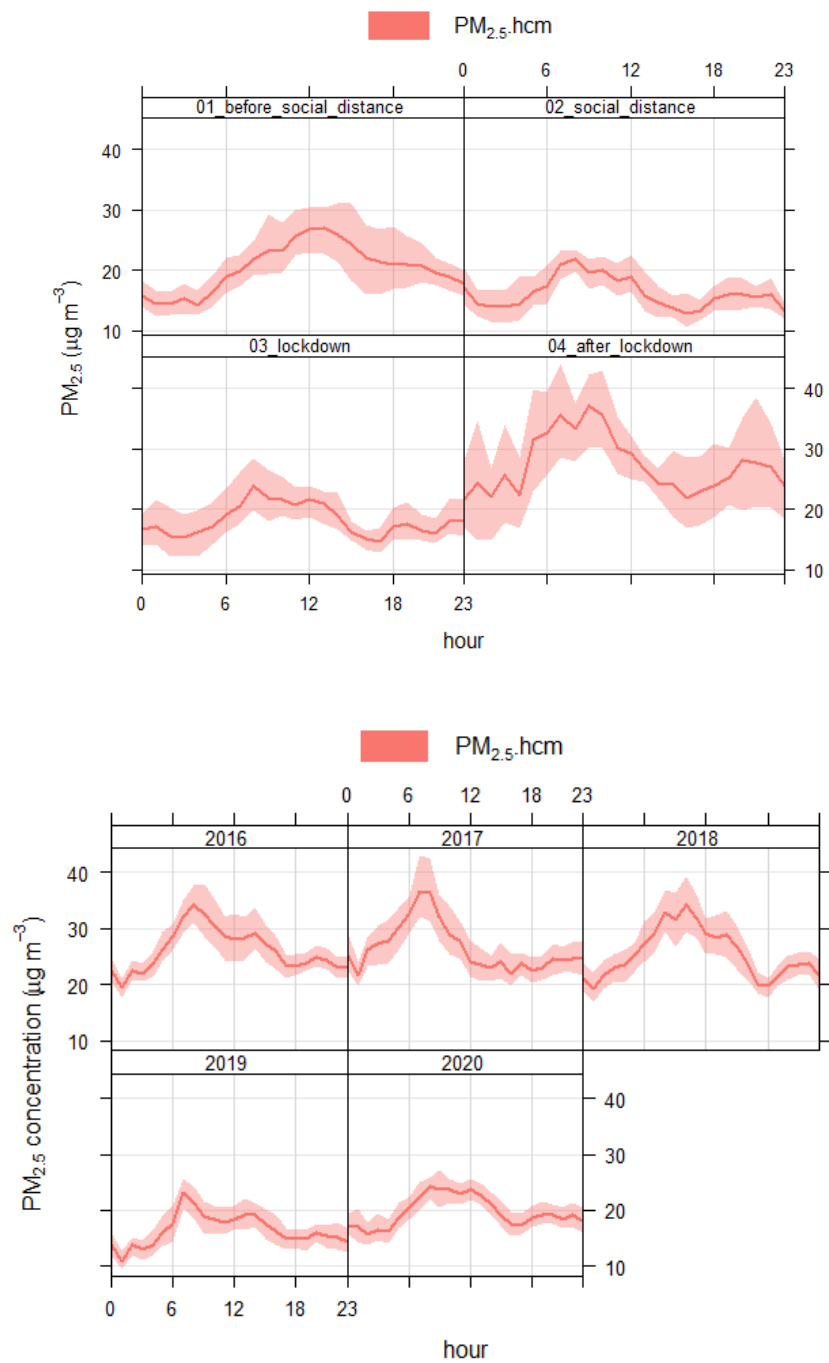 PM2.5.hcm
0 6 12 18 23
01_before_social_distance 02_social_distance
40
30
20
10
03_lockdown 04_after_lockdown
40
30
20
10
PM2.5 (μg m−3)
0 6 12 18 23
hour
PM2.5.hcm
0 6 12 18 23
2016 2017 2018
40
30
20
10
2019 2020
40
30
20
10
PM2.5 concentration (μg m−3)
0 6 12 18 23
hour